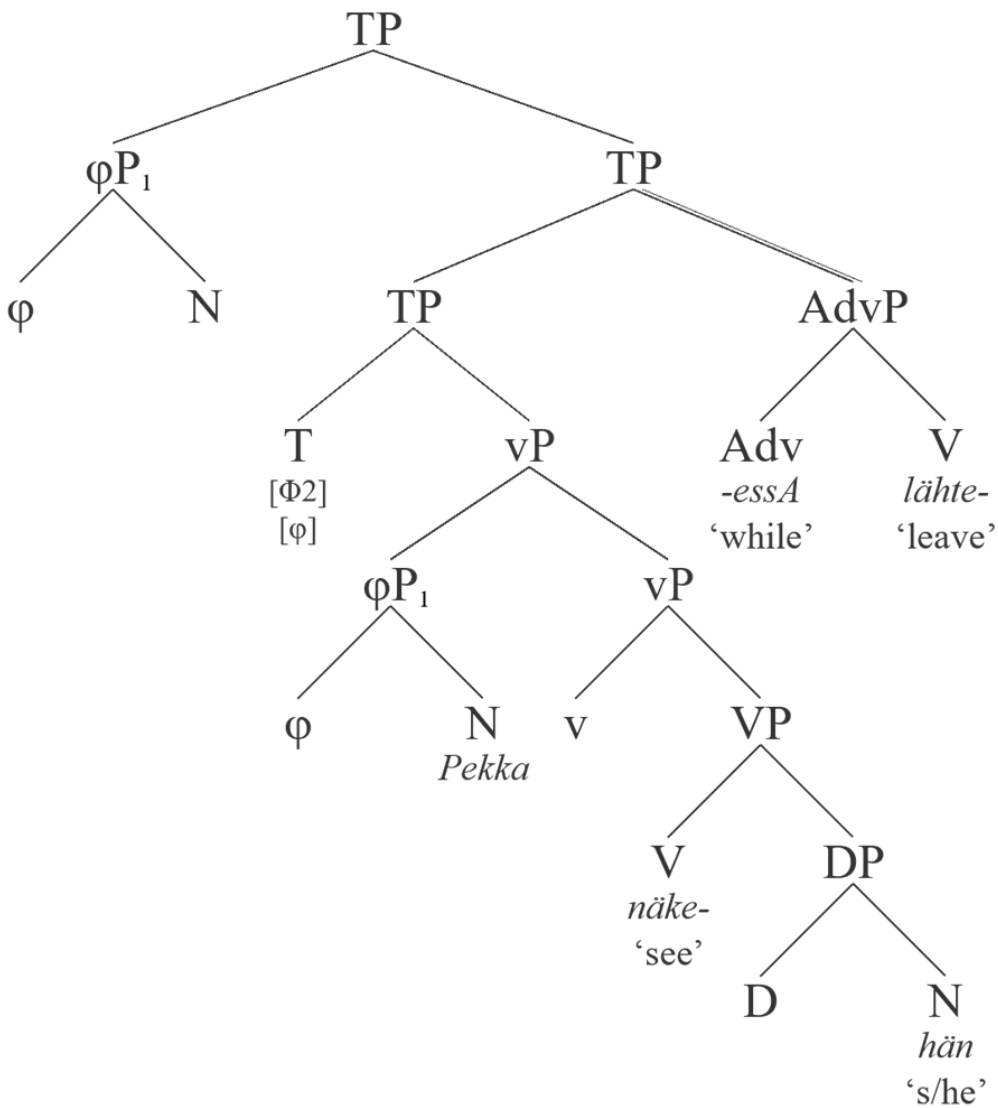 TP
φP₁ TP
φ N TP AdvP
T vP Adv V
[Φ2] -essA lähte-
[φ] ‘while’ ‘leave’
φP₁ vP
φ N v VP
Pekka
V DP
näke-
‘see’
D N
hän
‘s/he’